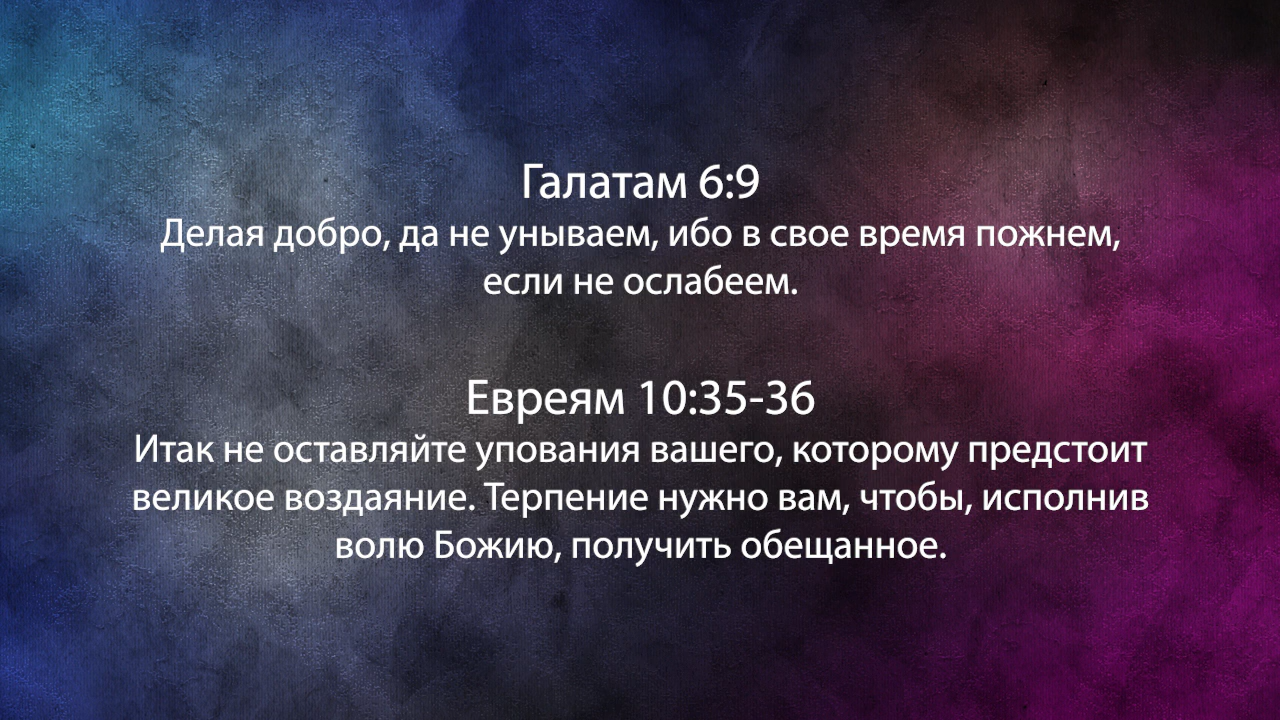 Галатам 6:9
Делая добро, да не унываем, ибо в свое время пожнем,
если не ослабеем.
Евреям 10:35-36
Итак не оставляйте упования вашего, которому предстоит
великое воздаяние. Терпение нужно вам, чтобы, исполнив
волю Божию, получить обещанное.